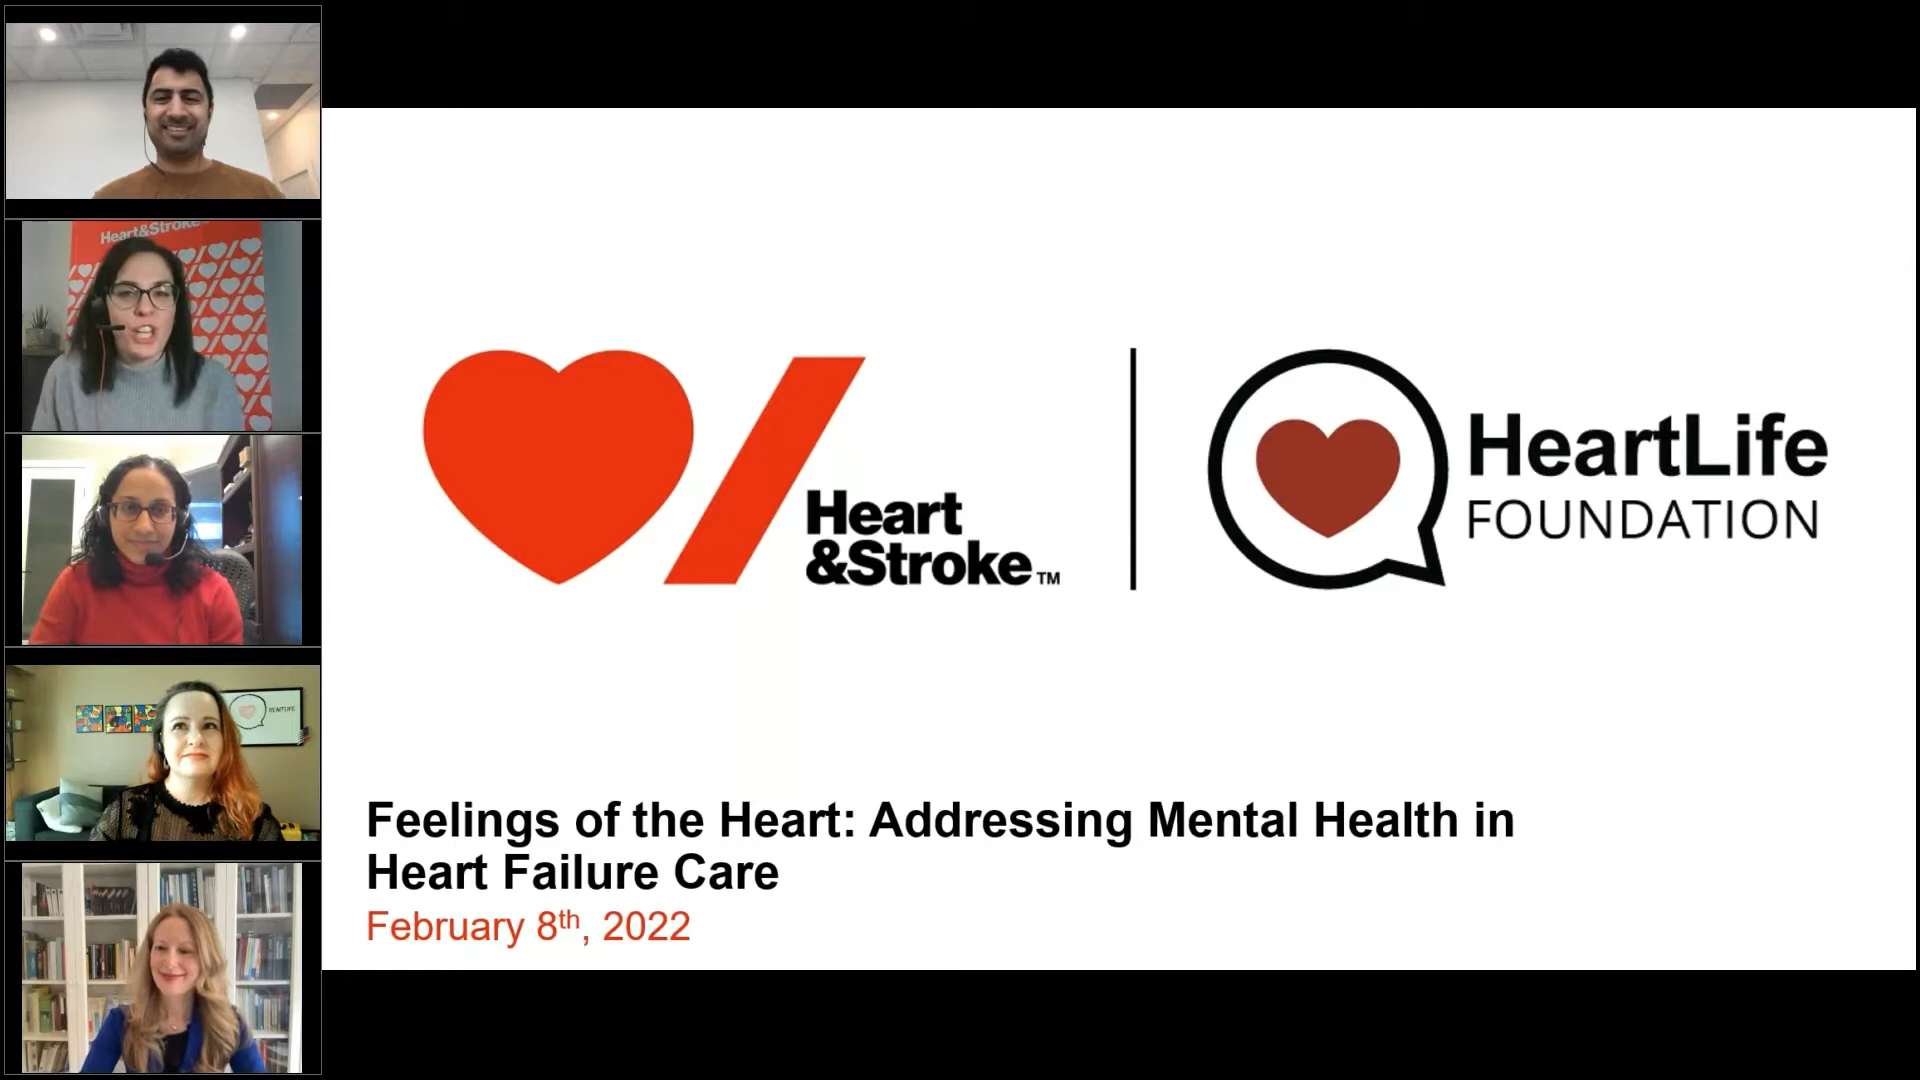 Heart&Stroke
HEARTLIFE
Heart
&Stroke™
HeartLife
FOUNDATION
Feelings of the Heart: Addressing Mental Health in
Heart Failure Care
February 8th, 2022